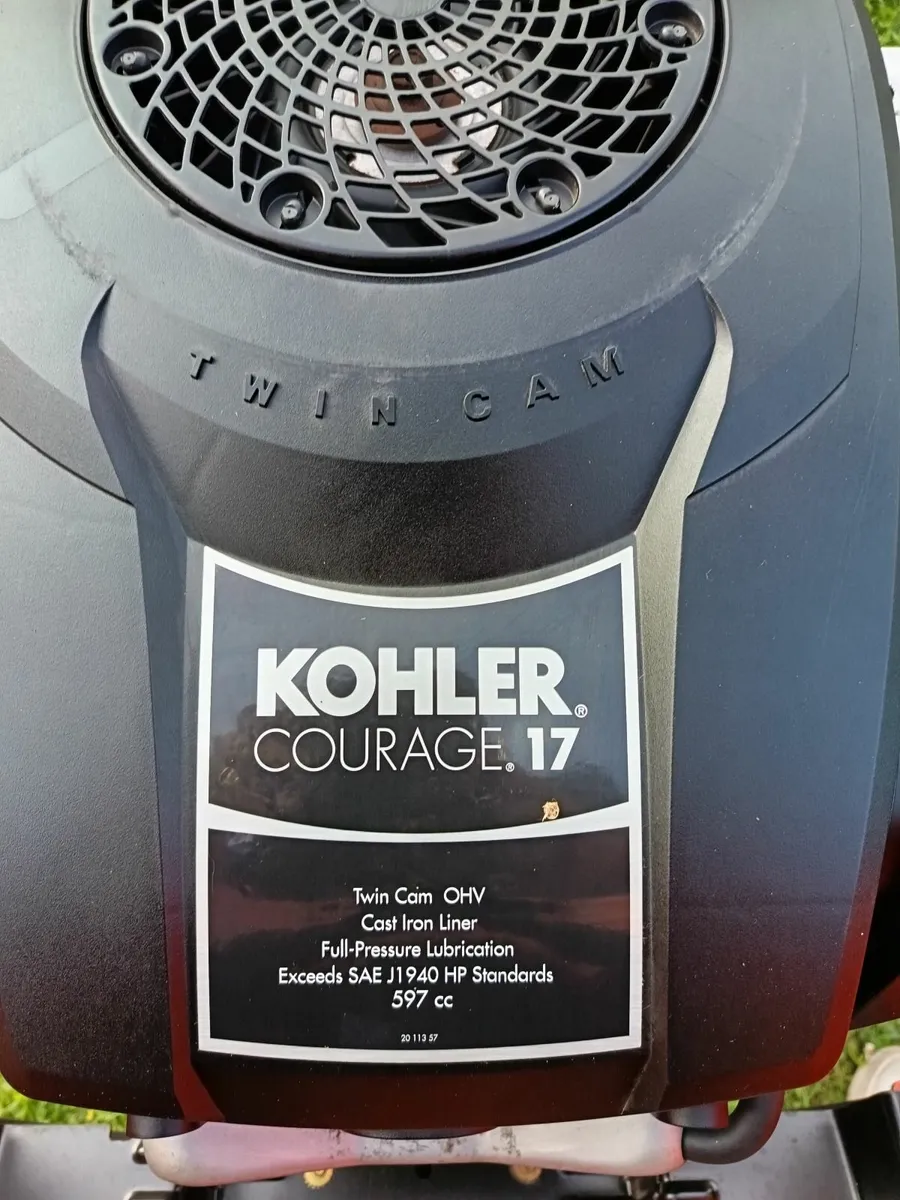 TWIN CAM
KOHLER®
COURAGE® 17
Twin Cam OHV
Cast Iron Liner
Full-Pressure Lubrication
Exceeds SAE J1940 HP Standards
597 cc
20 113 57